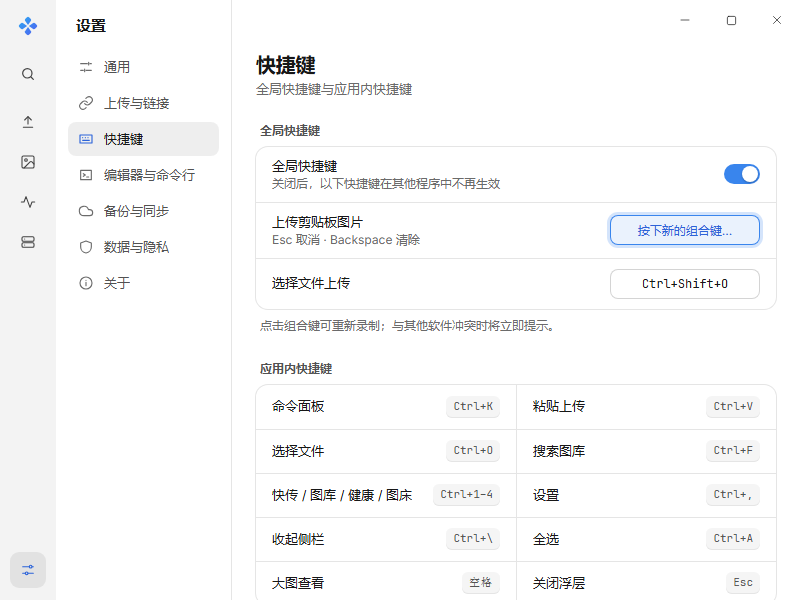 设置
通用
上传与链接
快捷键
编辑器与命令行
备份与同步
数据与隐私
关于
快捷键
全局快捷键与应用内快捷键
全局快捷键
全局快捷键
关闭后，以下快捷键在其他程序中不再生效
上传剪贴板图片
Esc 取消 · Backspace 清除
按下新的组合键…
选择文件上传
Ctrl+Shift+O
点击组合键可重新录制；与其他软件冲突时将立即提示。
应用内快捷键
命令面板 Ctrl+K
粘贴上传 Ctrl+V
选择文件 Ctrl+O
搜索图库 Ctrl+F
快传 / 图库 / 健康 / 图床 Ctrl+1–4
设置 Ctrl+,
收起侧栏 Ctrl+\
全选 Ctrl+A
大图查看 空格
关闭浮层 Esc